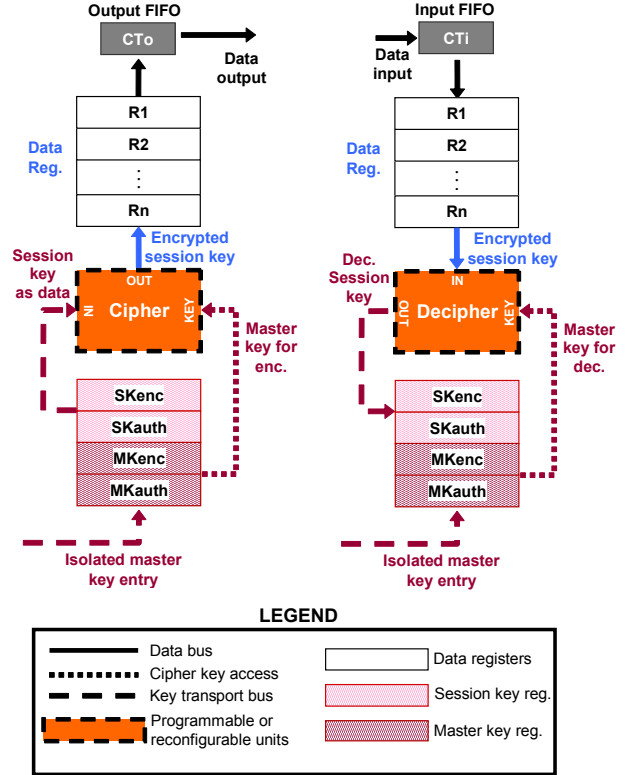 Output FIFO
CTo
Data
output
R1
R2
⋮
Rn
Data
Reg.
Encrypted
session key
Session
key
as data
OUT
IN
Cipher
KEY
Master
key for
enc.
SKenc
SKauth
MKenc
MKauth
Isolated master
key entry
Input FIFO
CTi
Data
input
R1
R2
⋮
Rn
Data
Reg.
Encrypted
session key
Dec.
Session
key
IN
OUT
Decipher
KEY
Master
key for
dec.
SKenc
SKauth
MKenc
MKauth
Isolated master
key entry
LEGEND
Data bus
Cipher key access
Key transport bus
Programmable or
reconfigurable units
Data registers
Session key reg.
Master key reg.